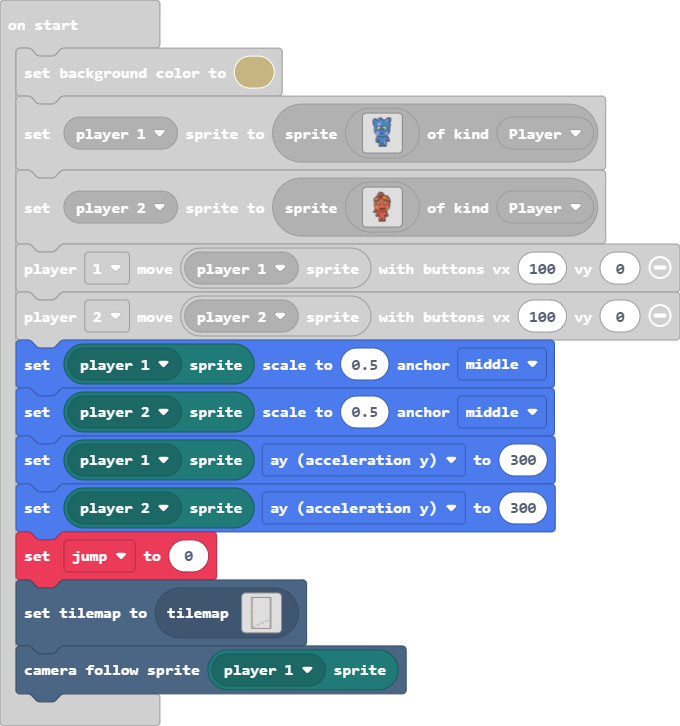 on start
set background color to
set player 1 sprite to sprite of kind Player
set player 2 sprite to sprite of kind Player
player 1 move player 1 sprite with buttons vx 100 vy 0
player 2 move player 2 sprite with buttons vx 100 vy 0
set player 1 sprite scale to 0.5 anchor middle
set player 2 sprite scale to 0.5 anchor middle
set player 1 sprite ay (acceleration y) to 300
set player 2 sprite ay (acceleration y) to 300
set jump to 0
set tilemap to tilemap
camera follow sprite player 1 sprite